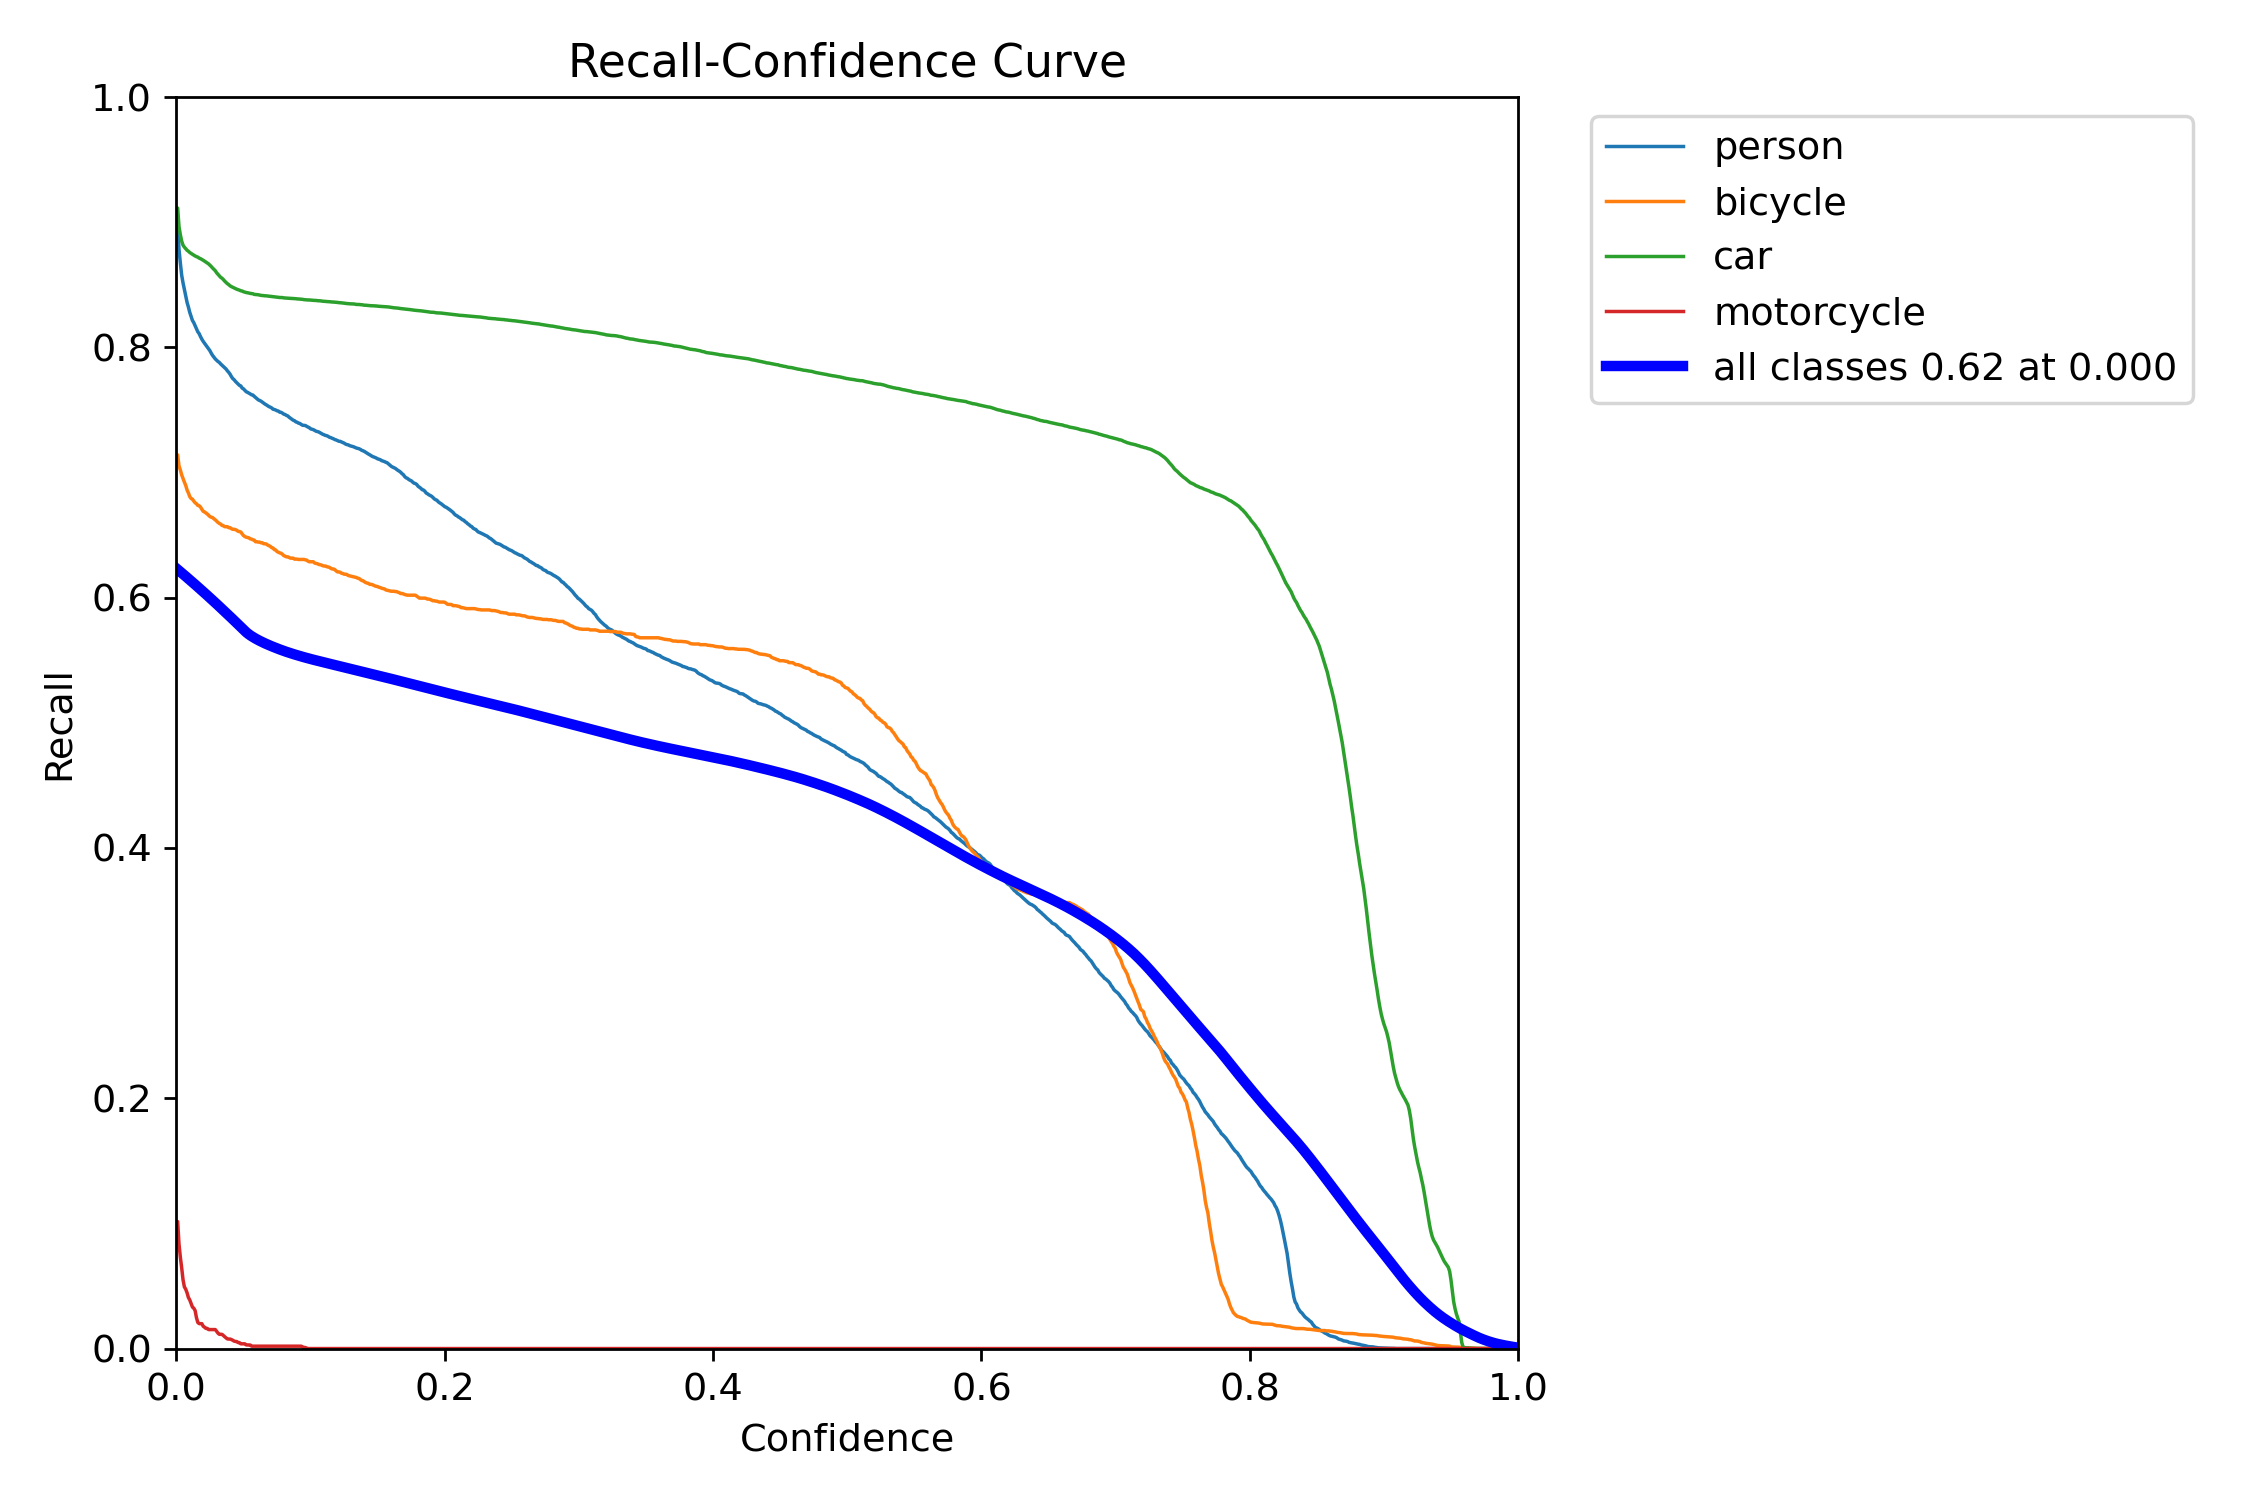 Recall-Confidence Curve
1.0
0.8
0.6
0.4
0.2
0.0
Recall
0.0 0.2 0.4 0.6 0.8 1.0
Confidence
person
bicycle
car
motorcycle
all classes 0.62 at 0.000